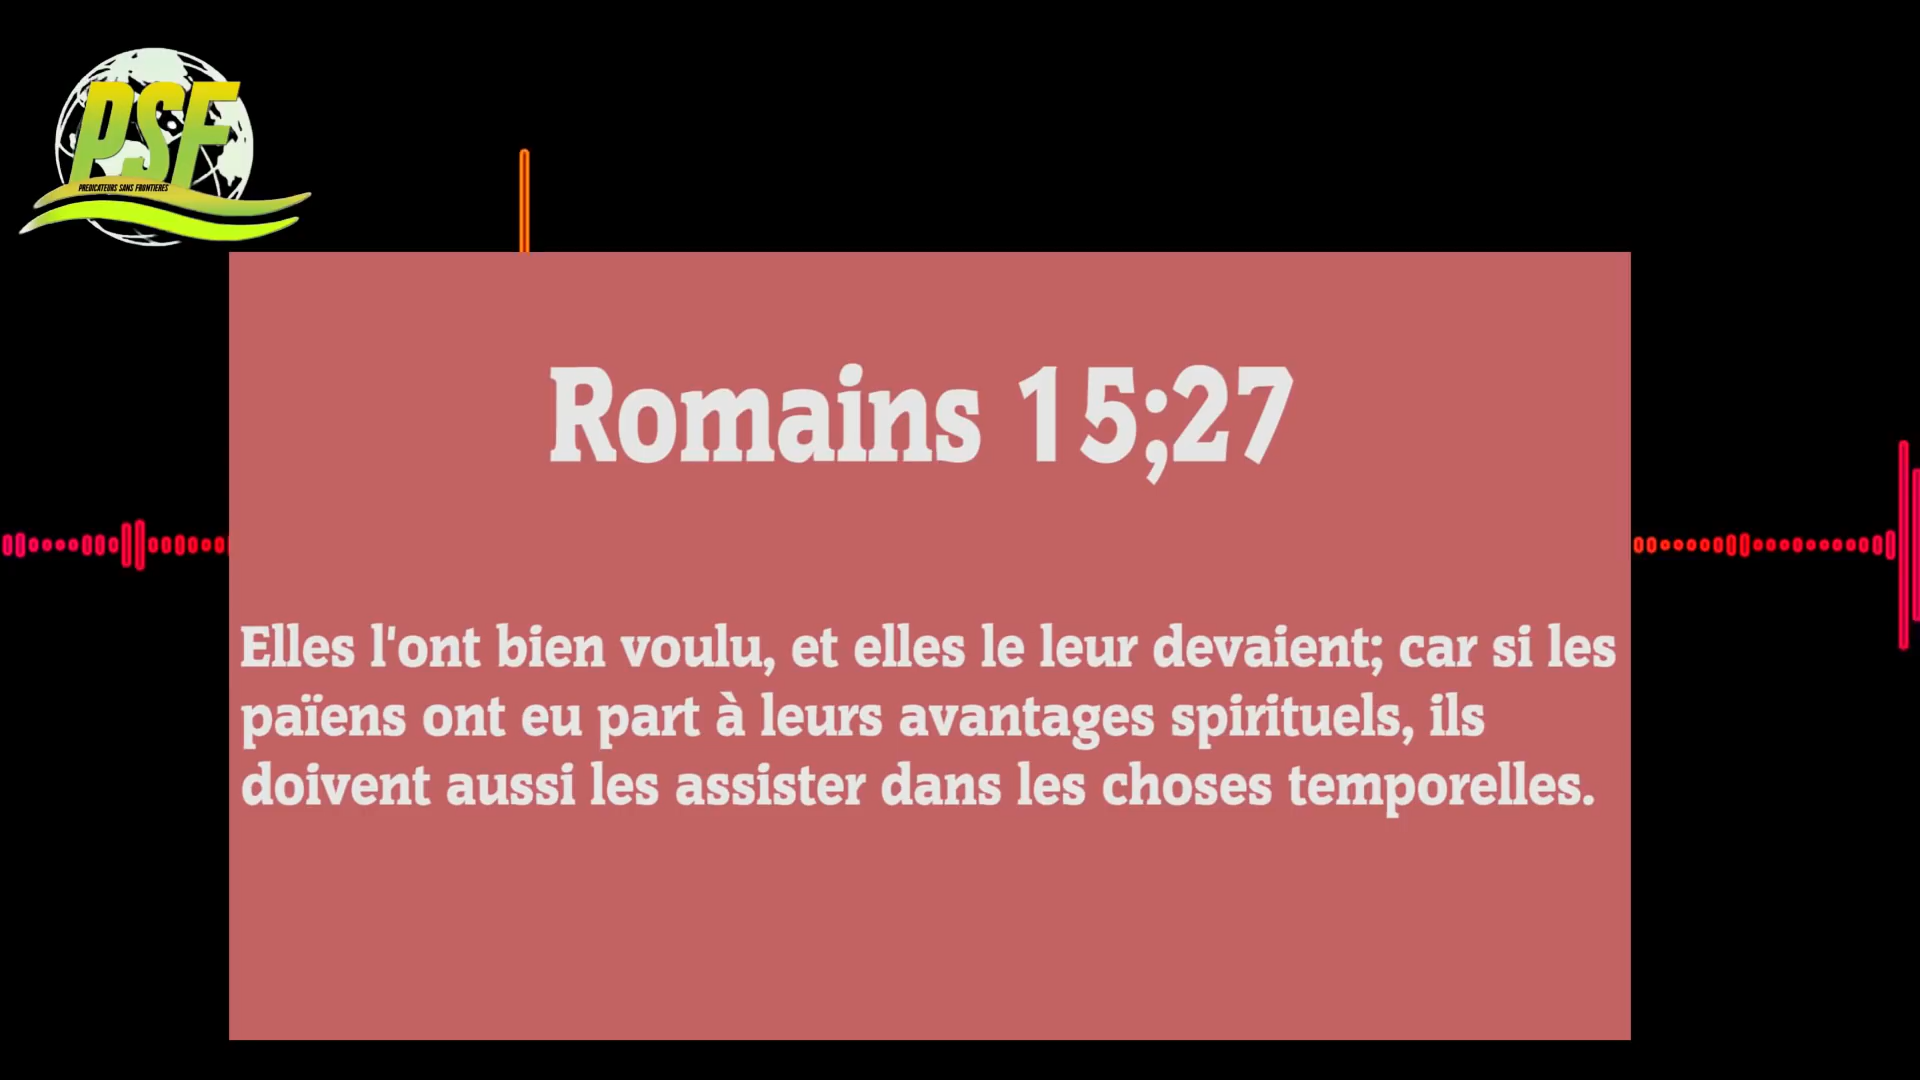 PSF
PREDICATEURS SANS FRONTIERES
Romains 15;27
Elles l'ont bien voulu, et elles le leur devaient; car si les
païens ont eu part à leurs avantages spirituels, ils
doivent aussi les assister dans les choses temporelles.